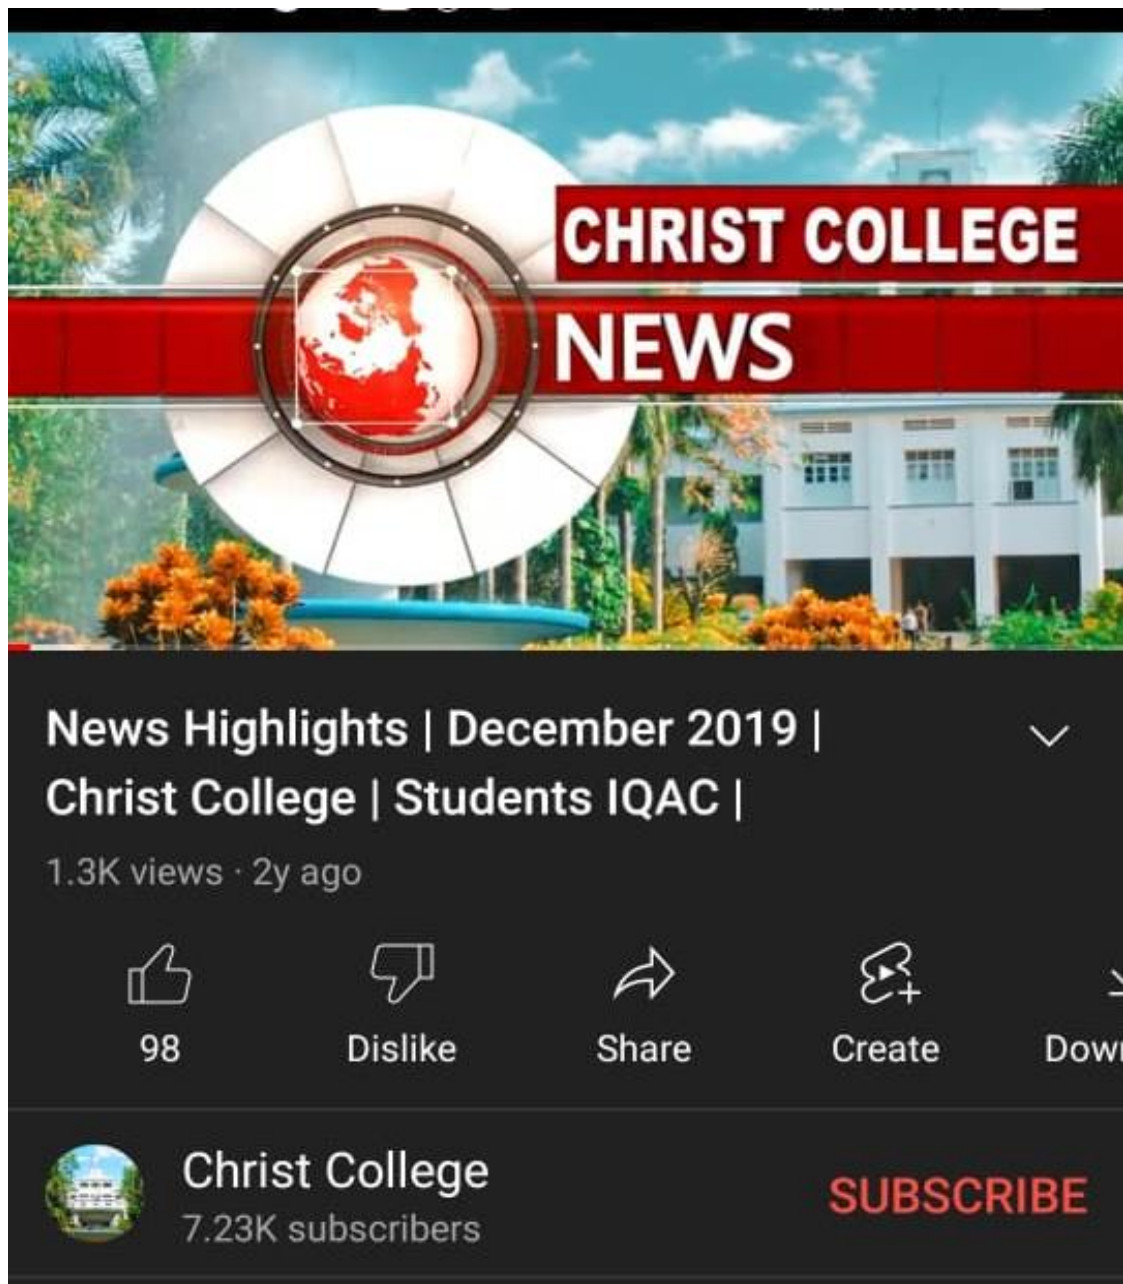 CHRIST COLLEGE
NEWS
News Highlights | December 2019 |
Christ College | Students IQAC |
1.3K views · 2y ago
98 Dislike Share Create
Christ College
7.23K subscribers
SUBSCRIBE